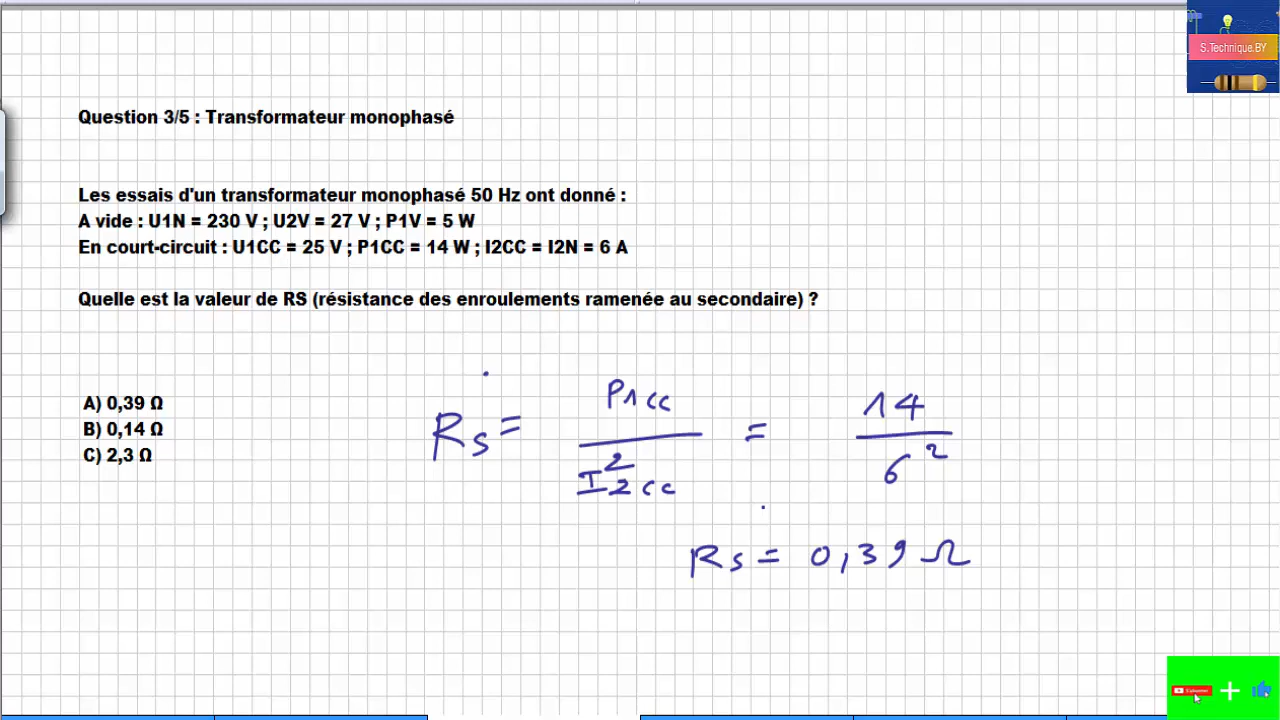 S.Technique.BY
Question 3/5 : Transformateur monophasé
Les essais d'un transformateur monophasé 50 Hz ont donné :
A vide : U1N = 230 V ; U2V = 27 V ; P1V = 5 W
En court-circuit : U1CC = 25 V ; P1CC = 14 W ; I2CC = I2N = 6 A
Quelle est la valeur de RS (résistance des enroulements ramenée au secondaire) ?
A) 0,39 Ω
B) 0,14 Ω
C) 2,3 Ω
Rs = P1cc / I²2cc = 14 / 6²
Rs = 0,39 Ω